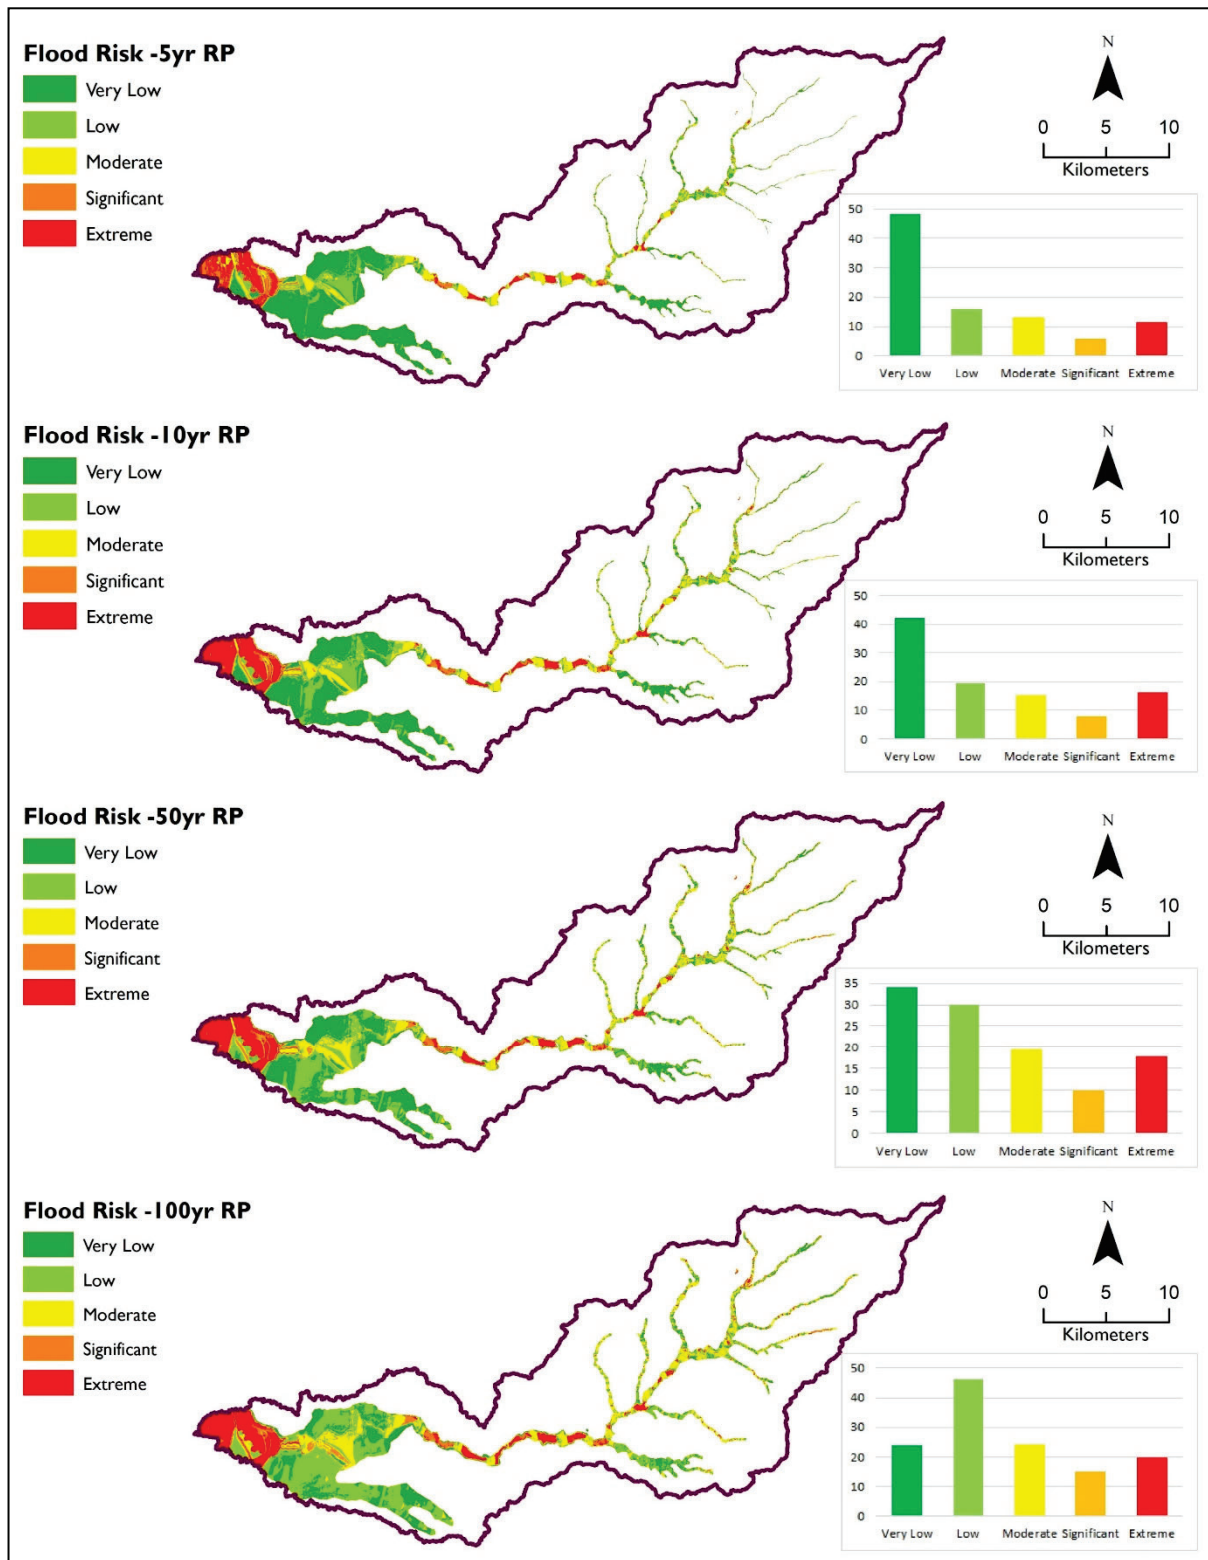 Flood Risk -5yr RP
Very Low
Low
Moderate
Significant
Extreme
N
0 5 10
Kilometers
50
40
30
20
10
0
Very Low Low Moderate Significant Extreme
Flood Risk -10yr RP
Very Low
Low
Moderate
Significant
Extreme
N
0 5 10
Kilometers
50
40
30
20
10
0
Very Low Low Moderate Significant Extreme
Flood Risk -50yr RP
Very Low
Low
Moderate
Significant
Extreme
N
0 5 10
Kilometers
35
30
25
20
15
10
5
0
Very Low Low Moderate Significant Extreme
Flood Risk -100yr RP
Very Low
Low
Moderate
Significant
Extreme
N
0 5 10
Kilometers
50
40
30
20
10
0
Very Low Low Moderate Significant Extreme